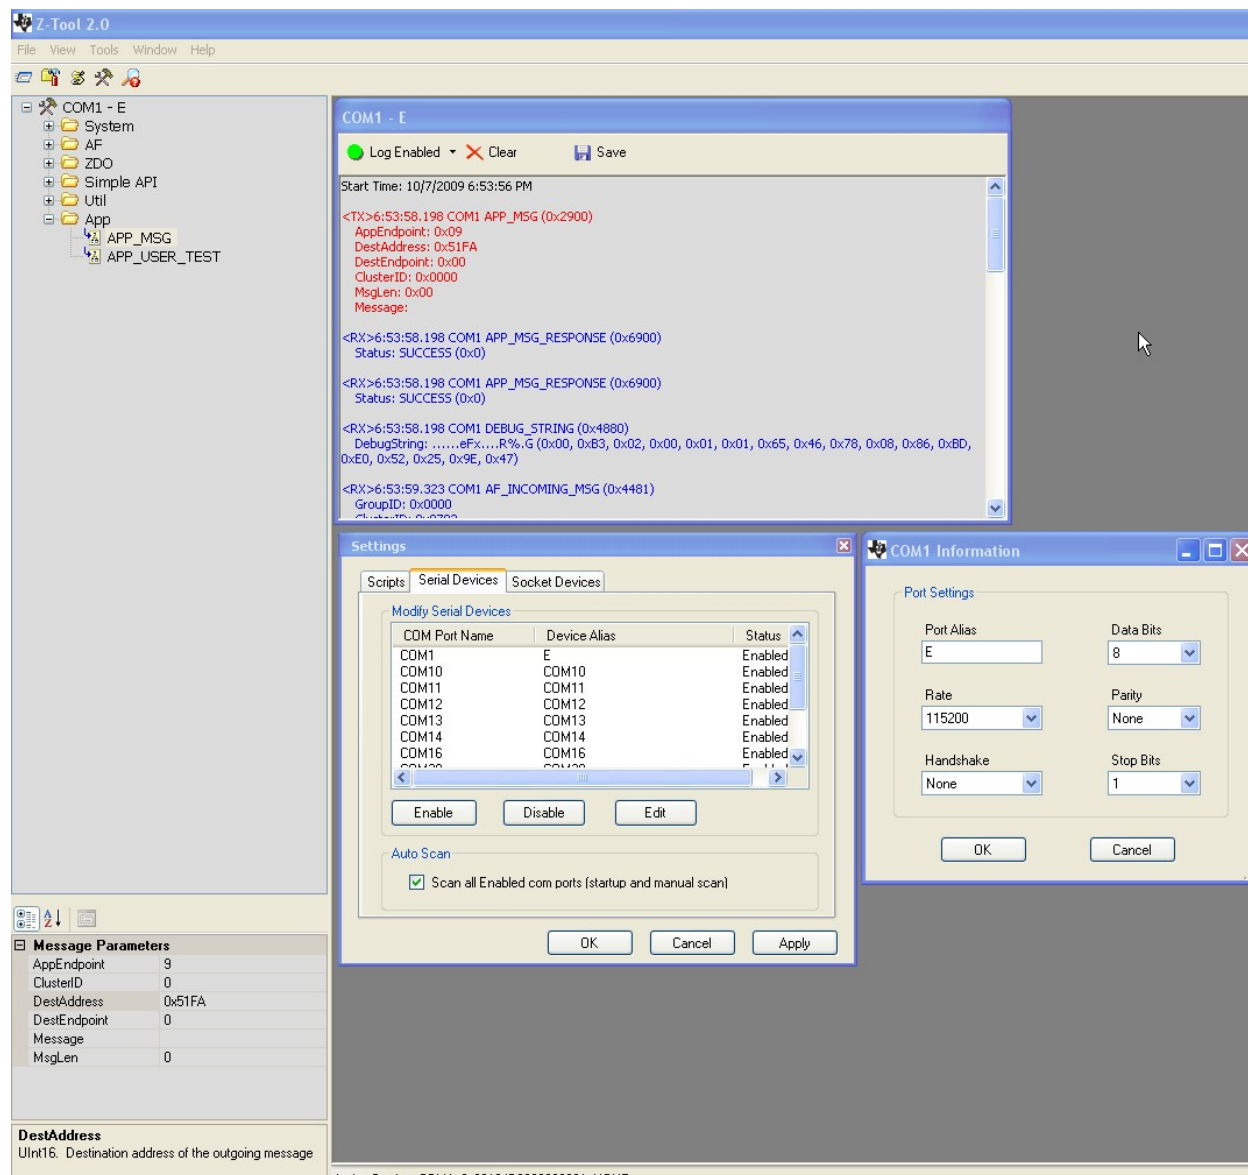 Z-Tool 2.0
File View Tools Window Help
COM1 - E
System
AF
ZDO
Simple API
Util
App
APP_MSG
APP_USER_TEST
COM1 - E
Log Enabled Clear Save
Start Time: 10/7/2009 6:53:56 PM
<TX>6:53:58.198 COM1 APP_MSG (0x2900)
AppEndpoint: 0x09
DestAddress: 0x51FA
DestEndpoint: 0x00
ClusterID: 0x0000
MsgLen: 0x00
Message:
<RX>6:53:58.198 COM1 APP_MSG_RESPONSE (0x6900)
Status: SUCCESS (0x0)
<RX>6:53:58.198 COM1 APP_MSG_RESPONSE (0x6900)
Status: SUCCESS (0x0)
<RX>6:53:58.198 COM1 DEBUG_STRING (0x4880)
DebugString: ......eFx....R%.G (0x00, 0xB3, 0x02, 0x00, 0x01, 0x01, 0x65, 0x46, 0x78, 0x08, 0x86, 0xBD,
0xE0, 0x52, 0x25, 0x9E, 0x47)
<RX>6:53:59.323 COM1 AF_INCOMING_MSG (0x4481)
GroupID: 0x0000
Settings
Scripts Serial Devices Socket Devices
Modify Serial Devices
COM Port Name Device Alias Status
COM1 E Enabled
COM10 COM10 Enabled
COM11 COM11 Enabled
COM12 COM12 Enabled
COM13 COM13 Enabled
COM14 COM14 Enabled
COM16 COM16 Enabled
Enable Disable Edit
Auto Scan
Scan all Enabled com ports (startup and manual scan)
OK Cancel Apply
COM1 Information
Port Settings
Port Alias Data Bits
E 8
Rate Parity
115200 None
Handshake Stop Bits
None 1
OK Cancel
Message Parameters
AppEndpoint 9
ClusterID 0
DestAddress 0x51FA
DestEndpoint 0
Message
MsgLen 0
DestAddress
UInt16. Destination address of the outgoing message